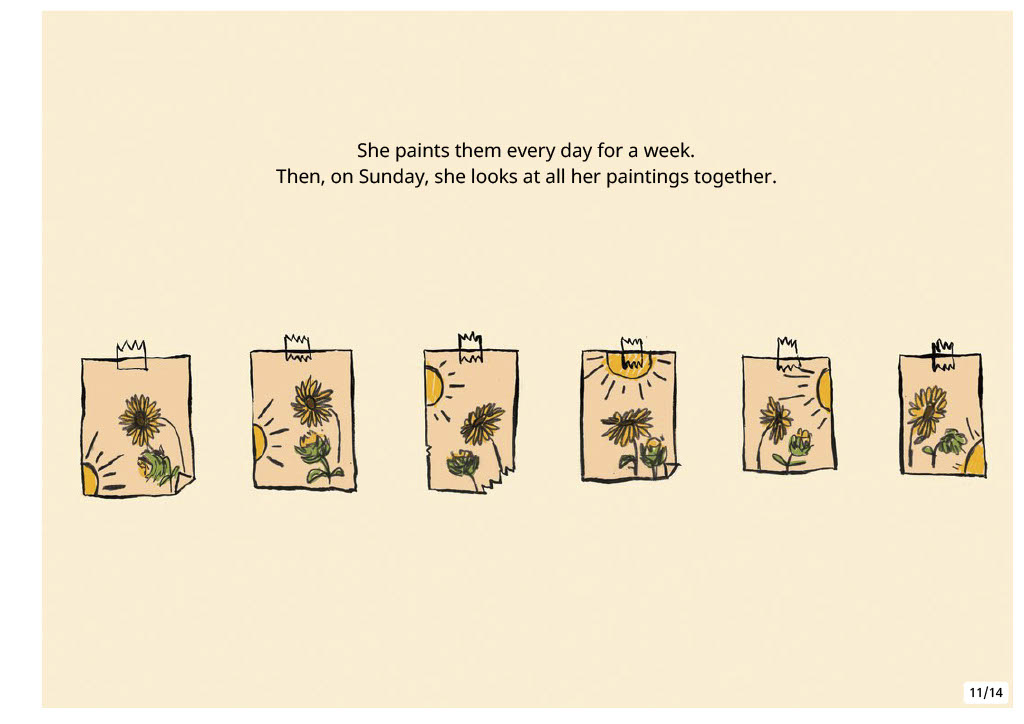 She paints them every day for a week.
Then, on Sunday, she looks at all her paintings together.
11/14